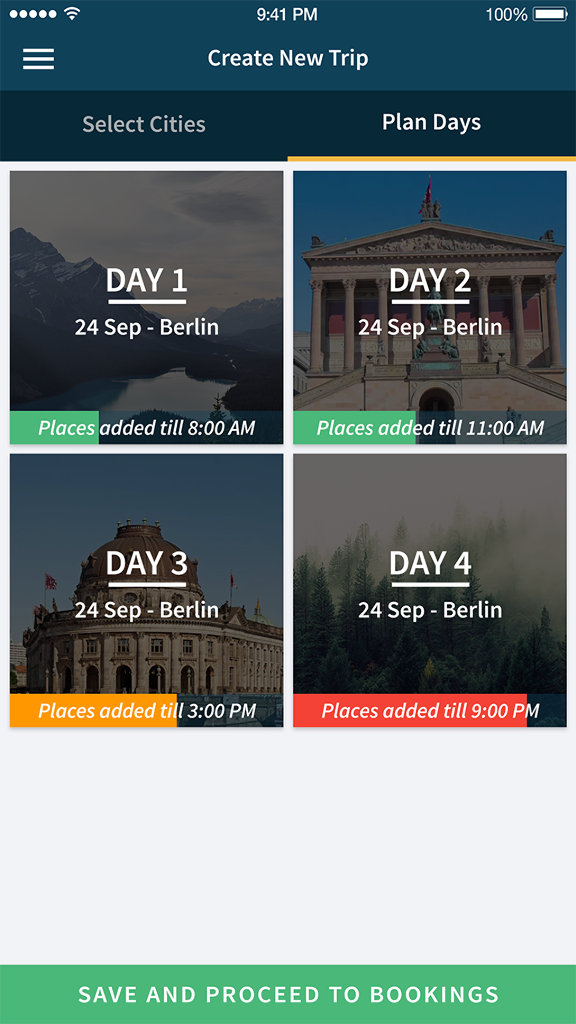 9:41 PM 100%
Create New Trip
Select Cities Plan Days
DAY 1
24 Sep - Berlin
Places added till 8:00 AM
DAY 2
24 Sep - Berlin
Places added till 11:00 AM
DAY 3
24 Sep - Berlin
Places added till 3:00 PM
DAY 4
24 Sep - Berlin
Places added till 9:00 PM
SAVE AND PROCEED TO BOOKINGS